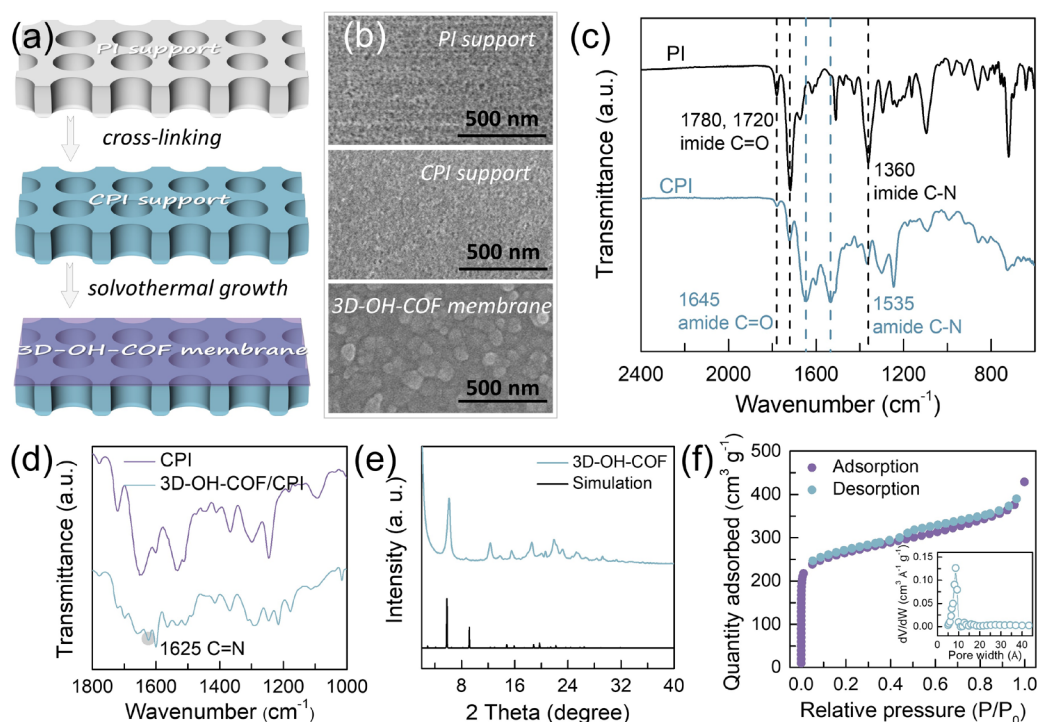 (a)
PI support
cross-linking
CPI support
solvothermal growth
3D-OH-COF membrane
(b)
PI support
500 nm
CPI support
500 nm
3D-OH-COF membrane
500 nm
(c)
PI
1780, 1720
imide C=O
1360
imide C-N
CPI
1645
amide C=O
1535
amide C-N
Transmittance (a.u.)
2400 2000 1600 1200 800
Wavenumber (cm⁻¹)
(d)
CPI
3D-OH-COF/CPI
1625 C=N
Transmittance (a.u.)
1800 1600 1400 1200 1000
Wavenumber (cm⁻¹)
(e)
3D-OH-COF
Simulation
Intensity (a. u.)
8 16 24 32 40
2 Theta (degree)
(f)
Adsorption
Desorption
Quantity adsorbed (cm³ g⁻¹)
500
400
300
200
100
0
0.0 0.2 0.4 0.6 0.8 1.0
Relative pressure (P/P₀)
dV/dW (cm³ A⁻¹ g⁻¹)
0.15
0.10
0.05
0.00
0 10 20 30 40
Pore width (Å)